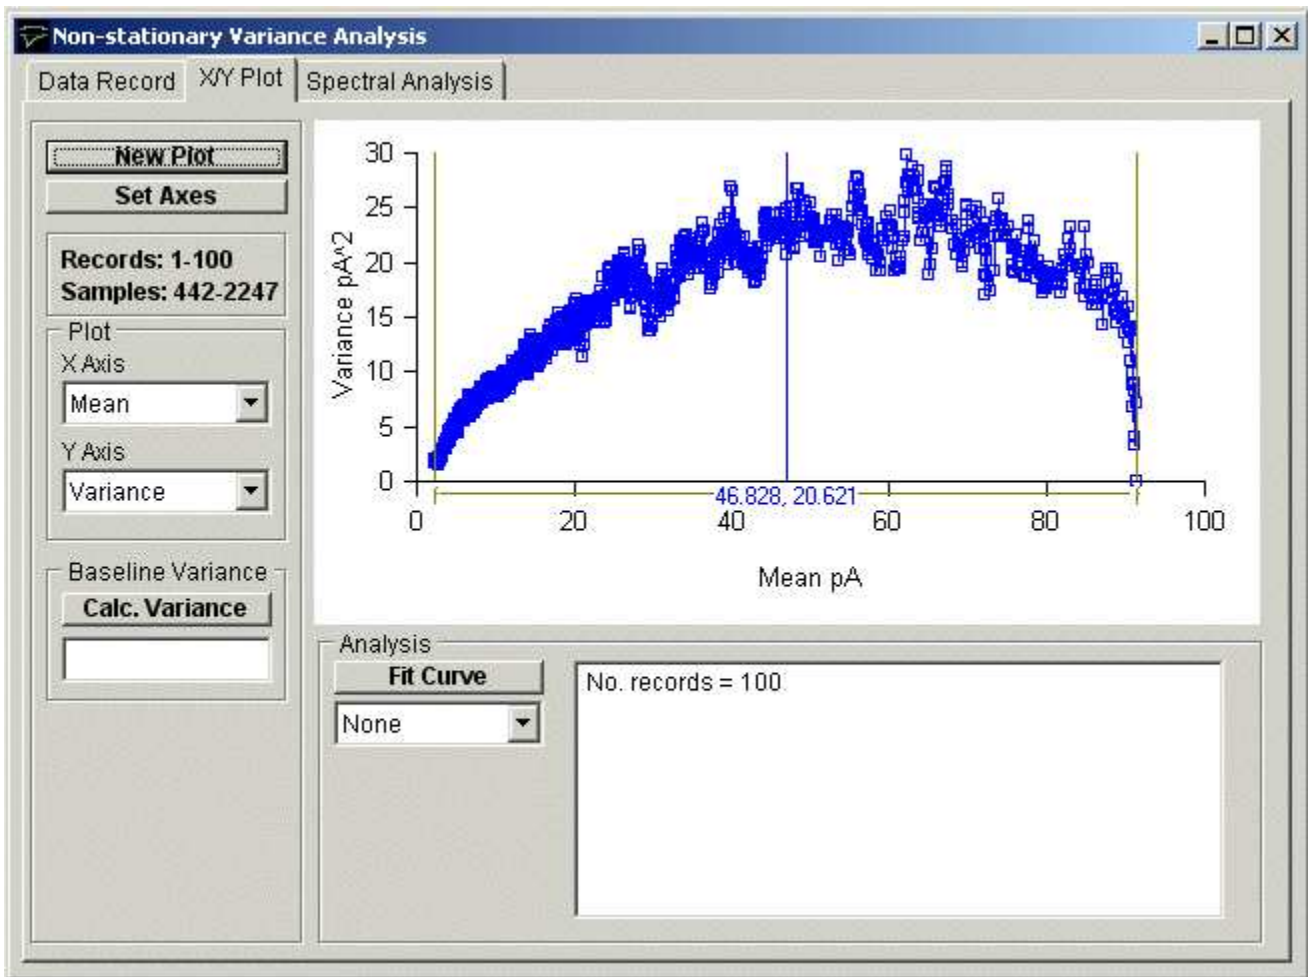 Non-stationary Variance Analysis
Data Record X/Y Plot Spectral Analysis
New Plot
Set Axes
Records: 1-100
Samples: 442-2247
Plot
X Axis
Mean
Y Axis
Variance
Baseline Variance
Calc. Variance
Variance pA^2
30
25
20
15
10
5
0
46.828, 20.621
0 20 40 60 80 100
Mean pA
Analysis
Fit Curve
None
No. records = 100